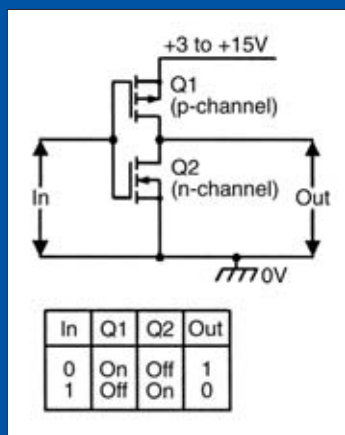 +3 to +15V
Q1
(p-channel)
Q2
(n-channel)
In
Out
0V
In Q1 Q2 Out
0 On Off 1
1 Off On 0